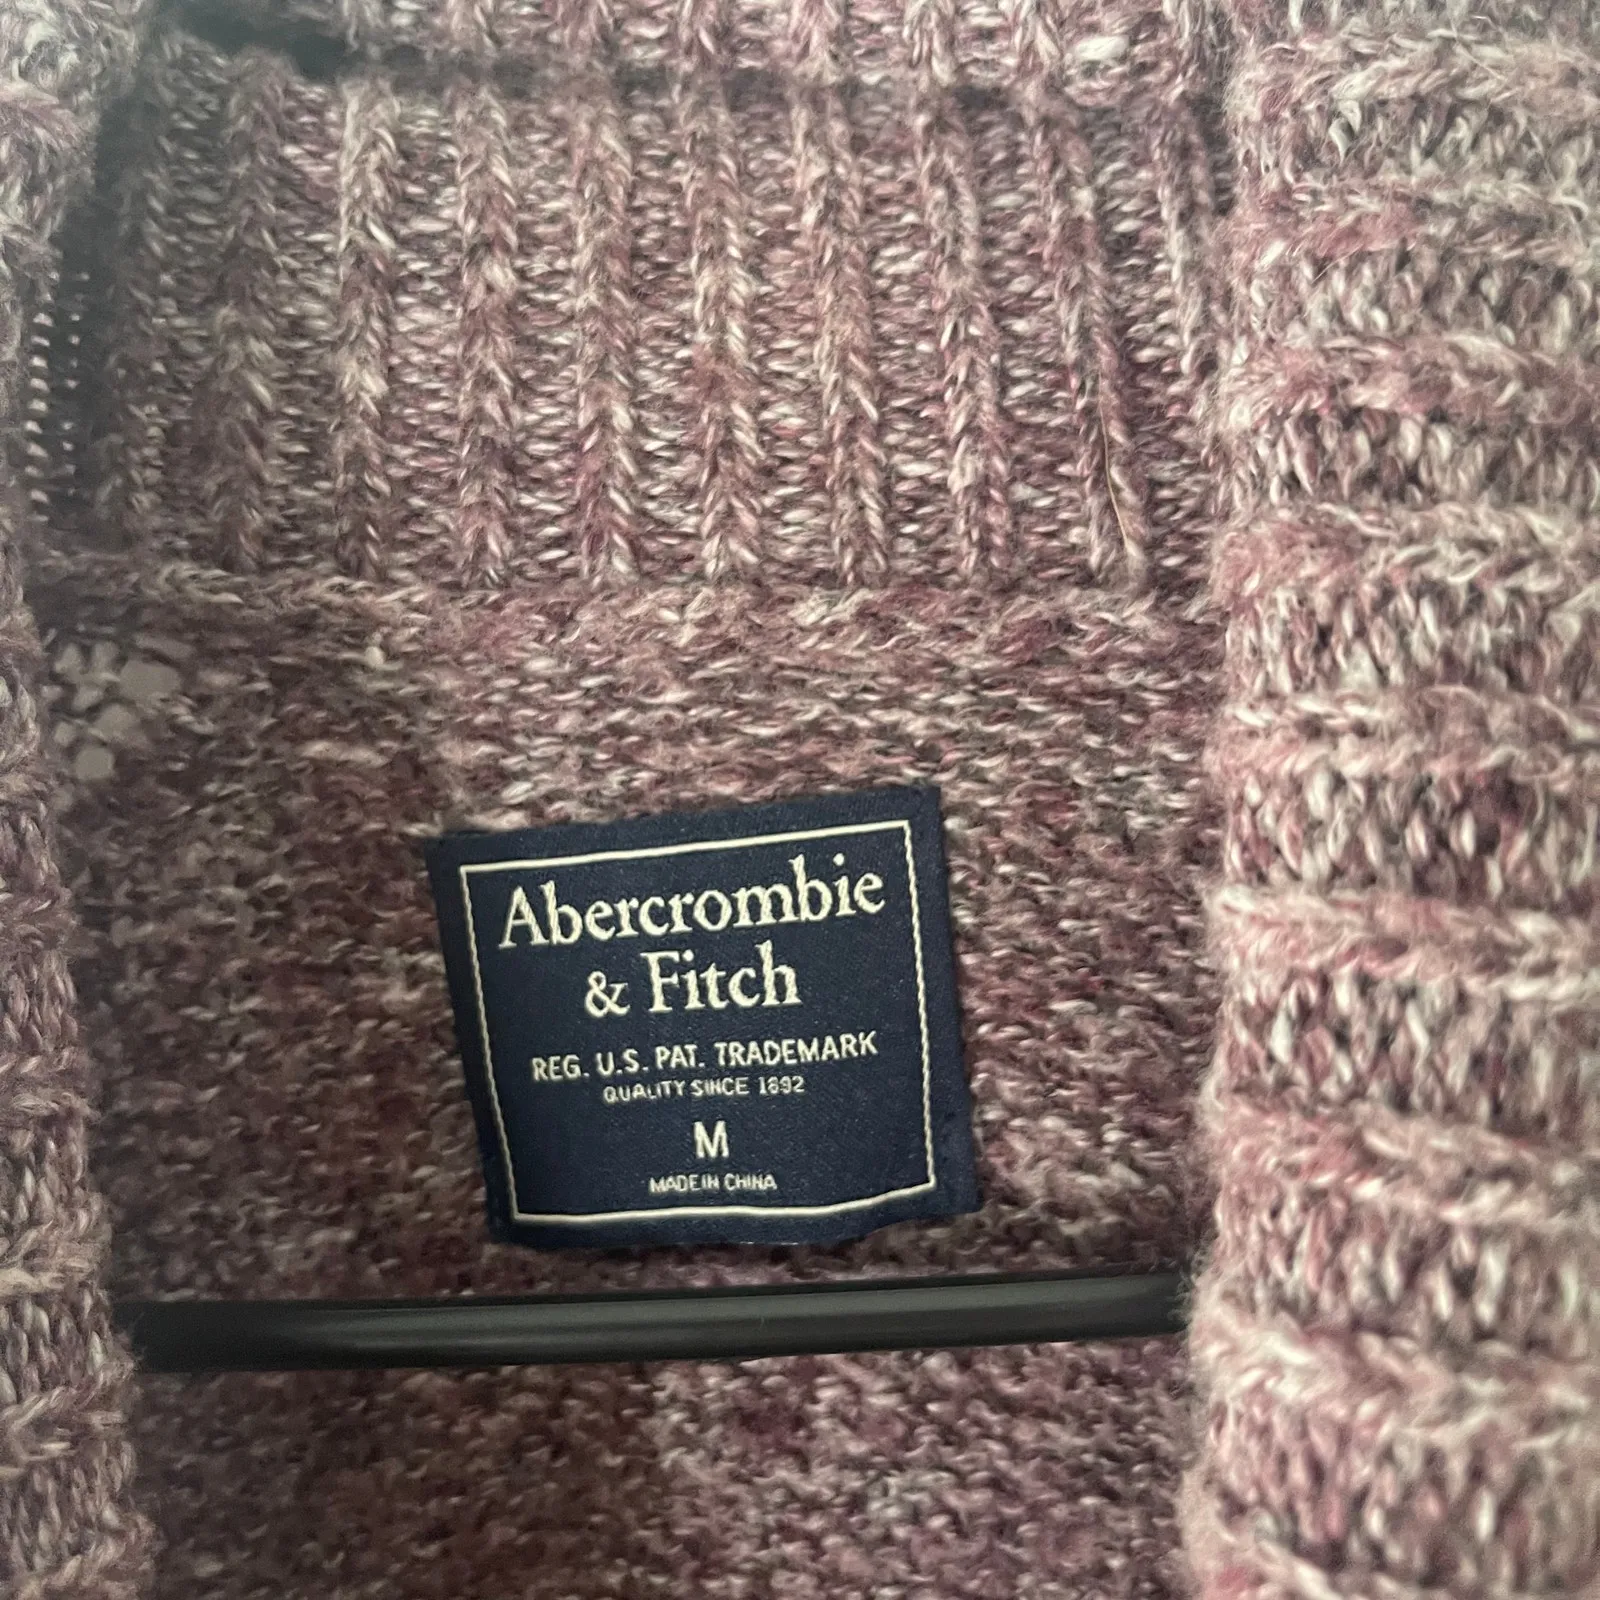 Abercrombie
& Fitch
REG. U.S. PAT. TRADEMARK
QUALITY SINCE 1892
M
MADE IN CHINA